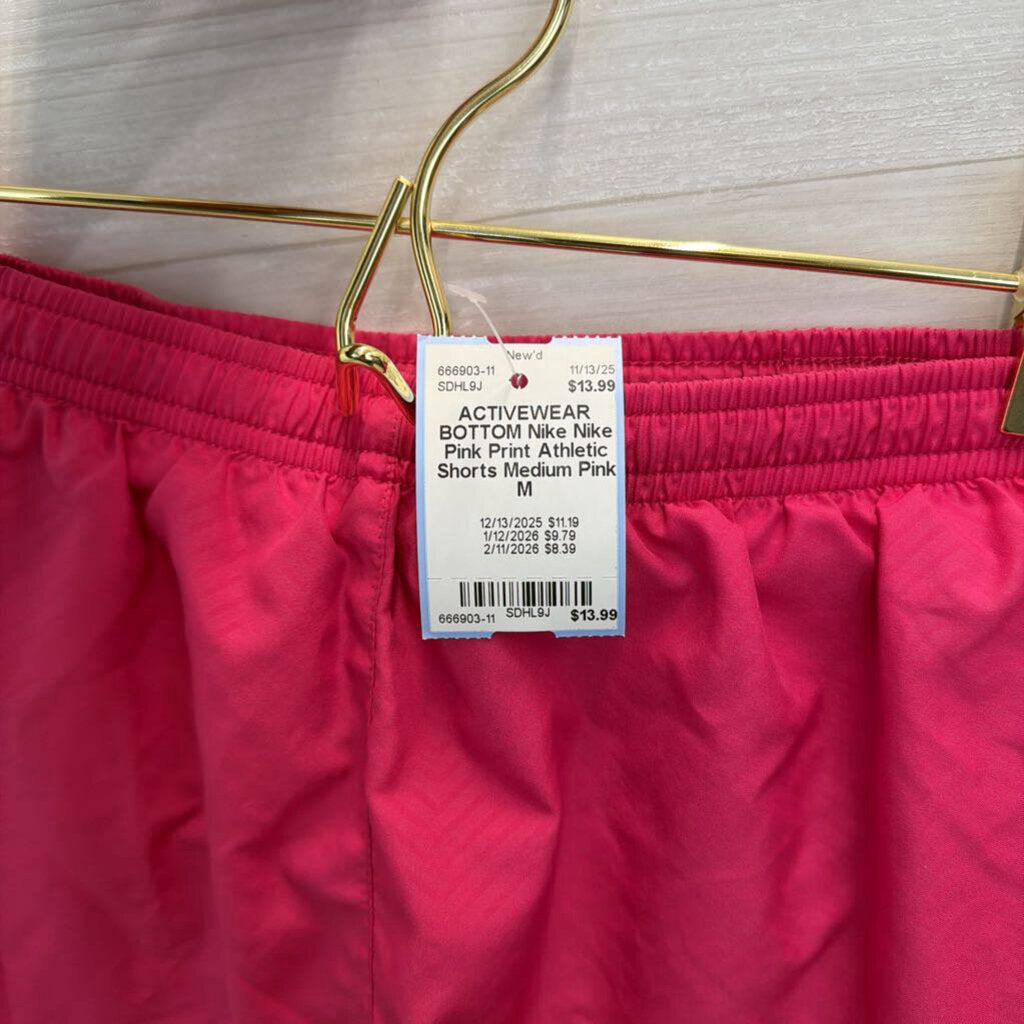 New'd
666903-11 11/13/25
SDHL9J $13.99
ACTIVEWEAR
BOTTOM Nike Nike
Pink Print Athletic
Shorts Medium Pink
M
12/13/2025 $11.19
1/12/2026 $9.79
2/11/2026 $8.39
666903-11 SDHL9J $13.99